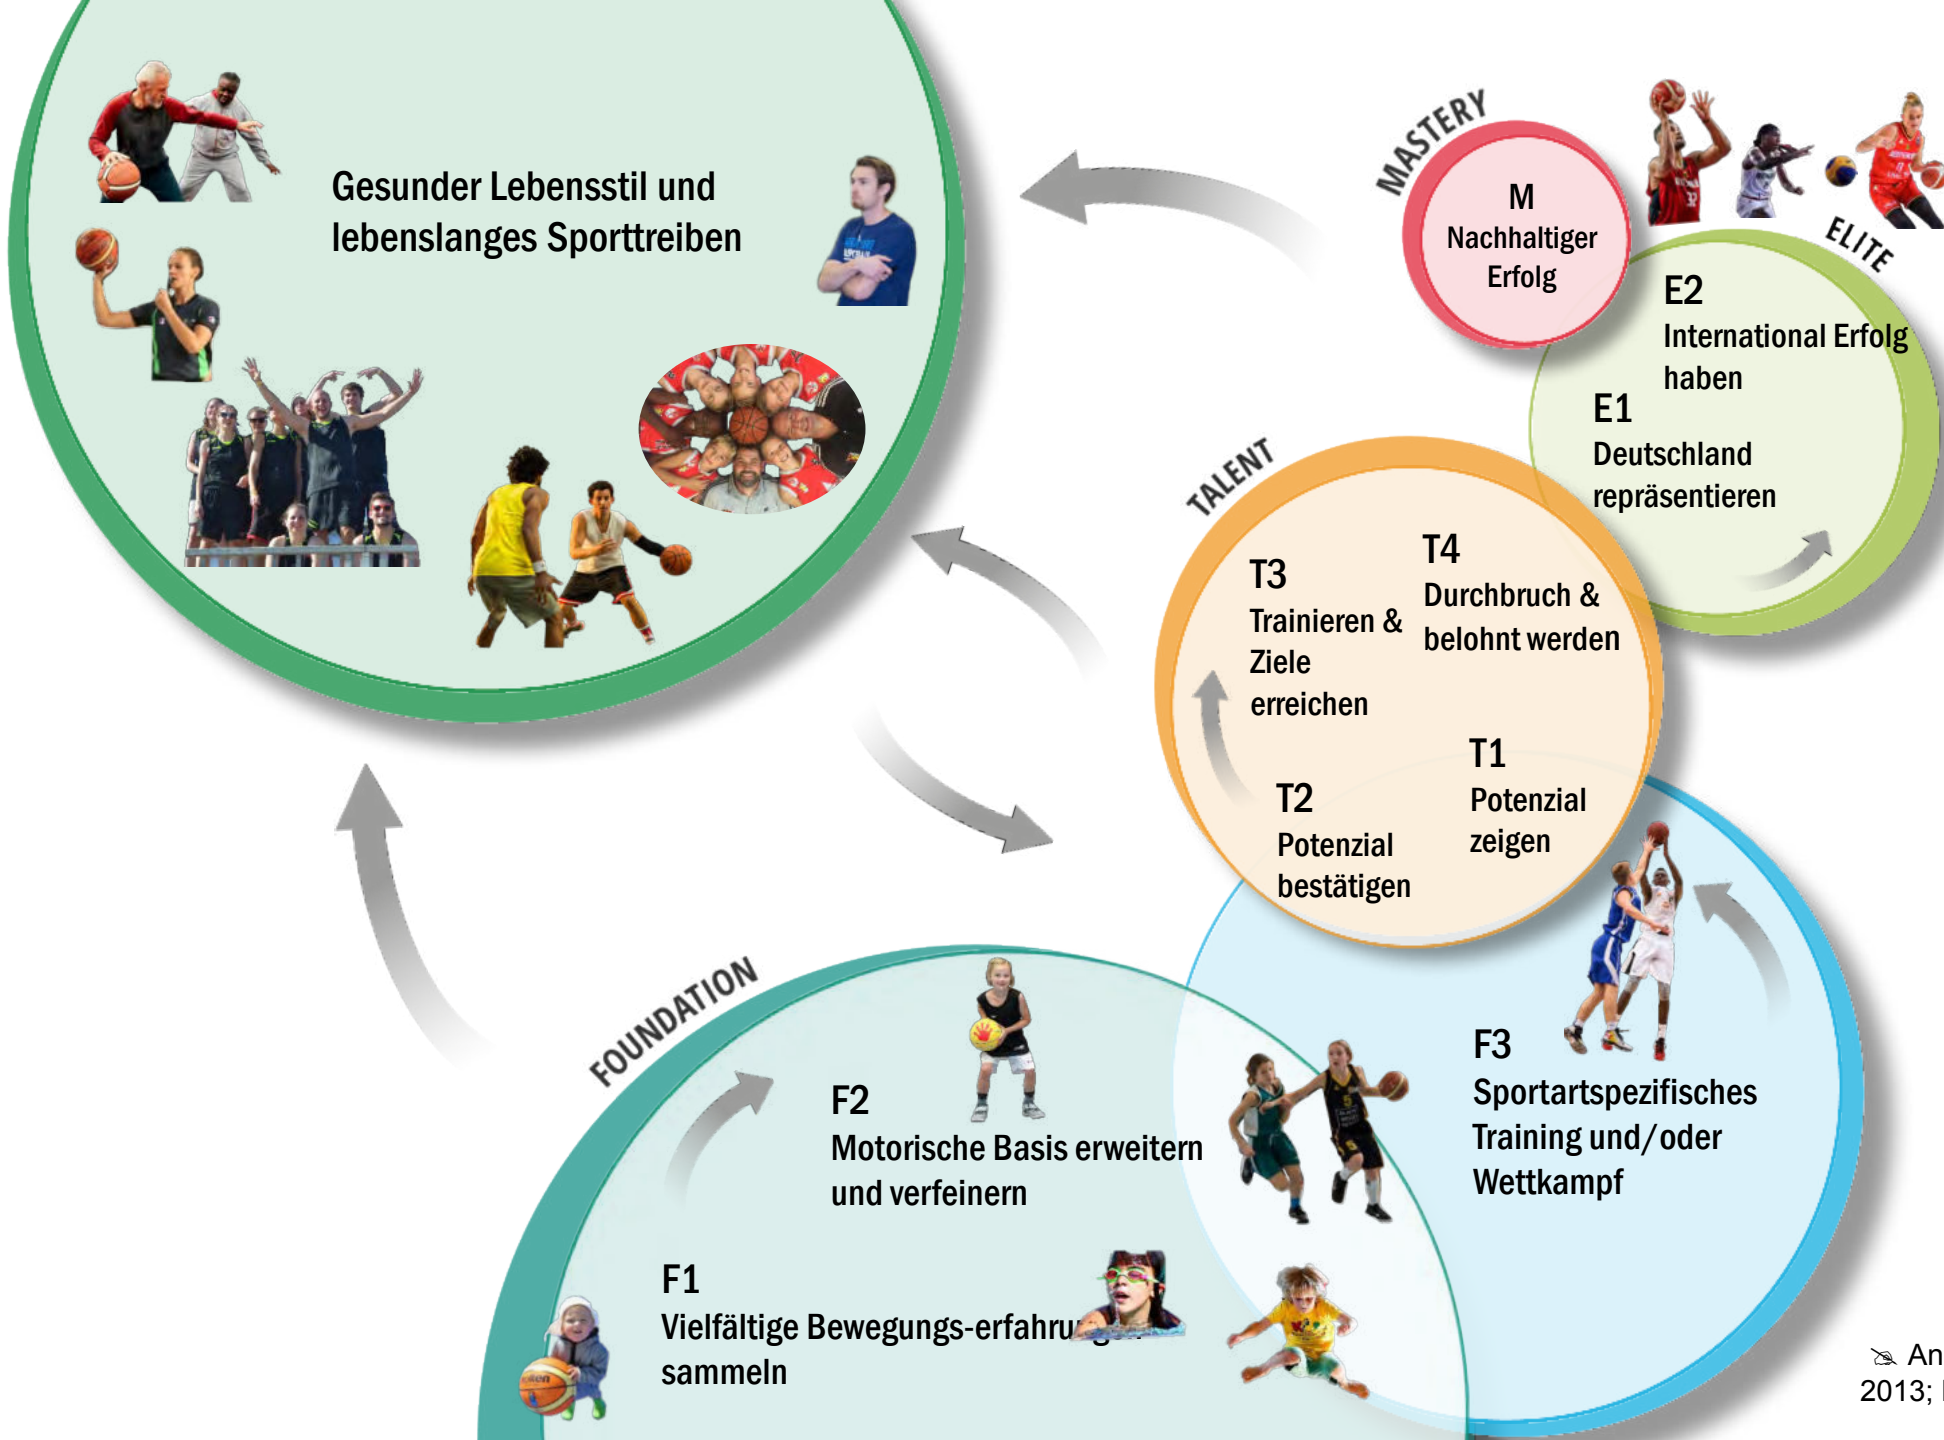 Gesunder Lebensstil und
lebenslanges Sporttreiben
MASTERY
M
Nachhaltiger
Erfolg
ELITE
E2
International Erfolg
haben
E1
Deutschland
repräsentieren
TALENT
T4
Durchbruch &
belohnt werden
T3
Trainieren &
Ziele
erreichen
T1
Potenzial
zeigen
T2
Potenzial
bestätigen
FOUNDATION
F3
Sportartspezifisches
Training und/oder
Wettkampf
F2
Motorische Basis erweitern
und verfeinern
F1
Vielfältige Bewegungs-erfahrungen
sammeln
An
2013;